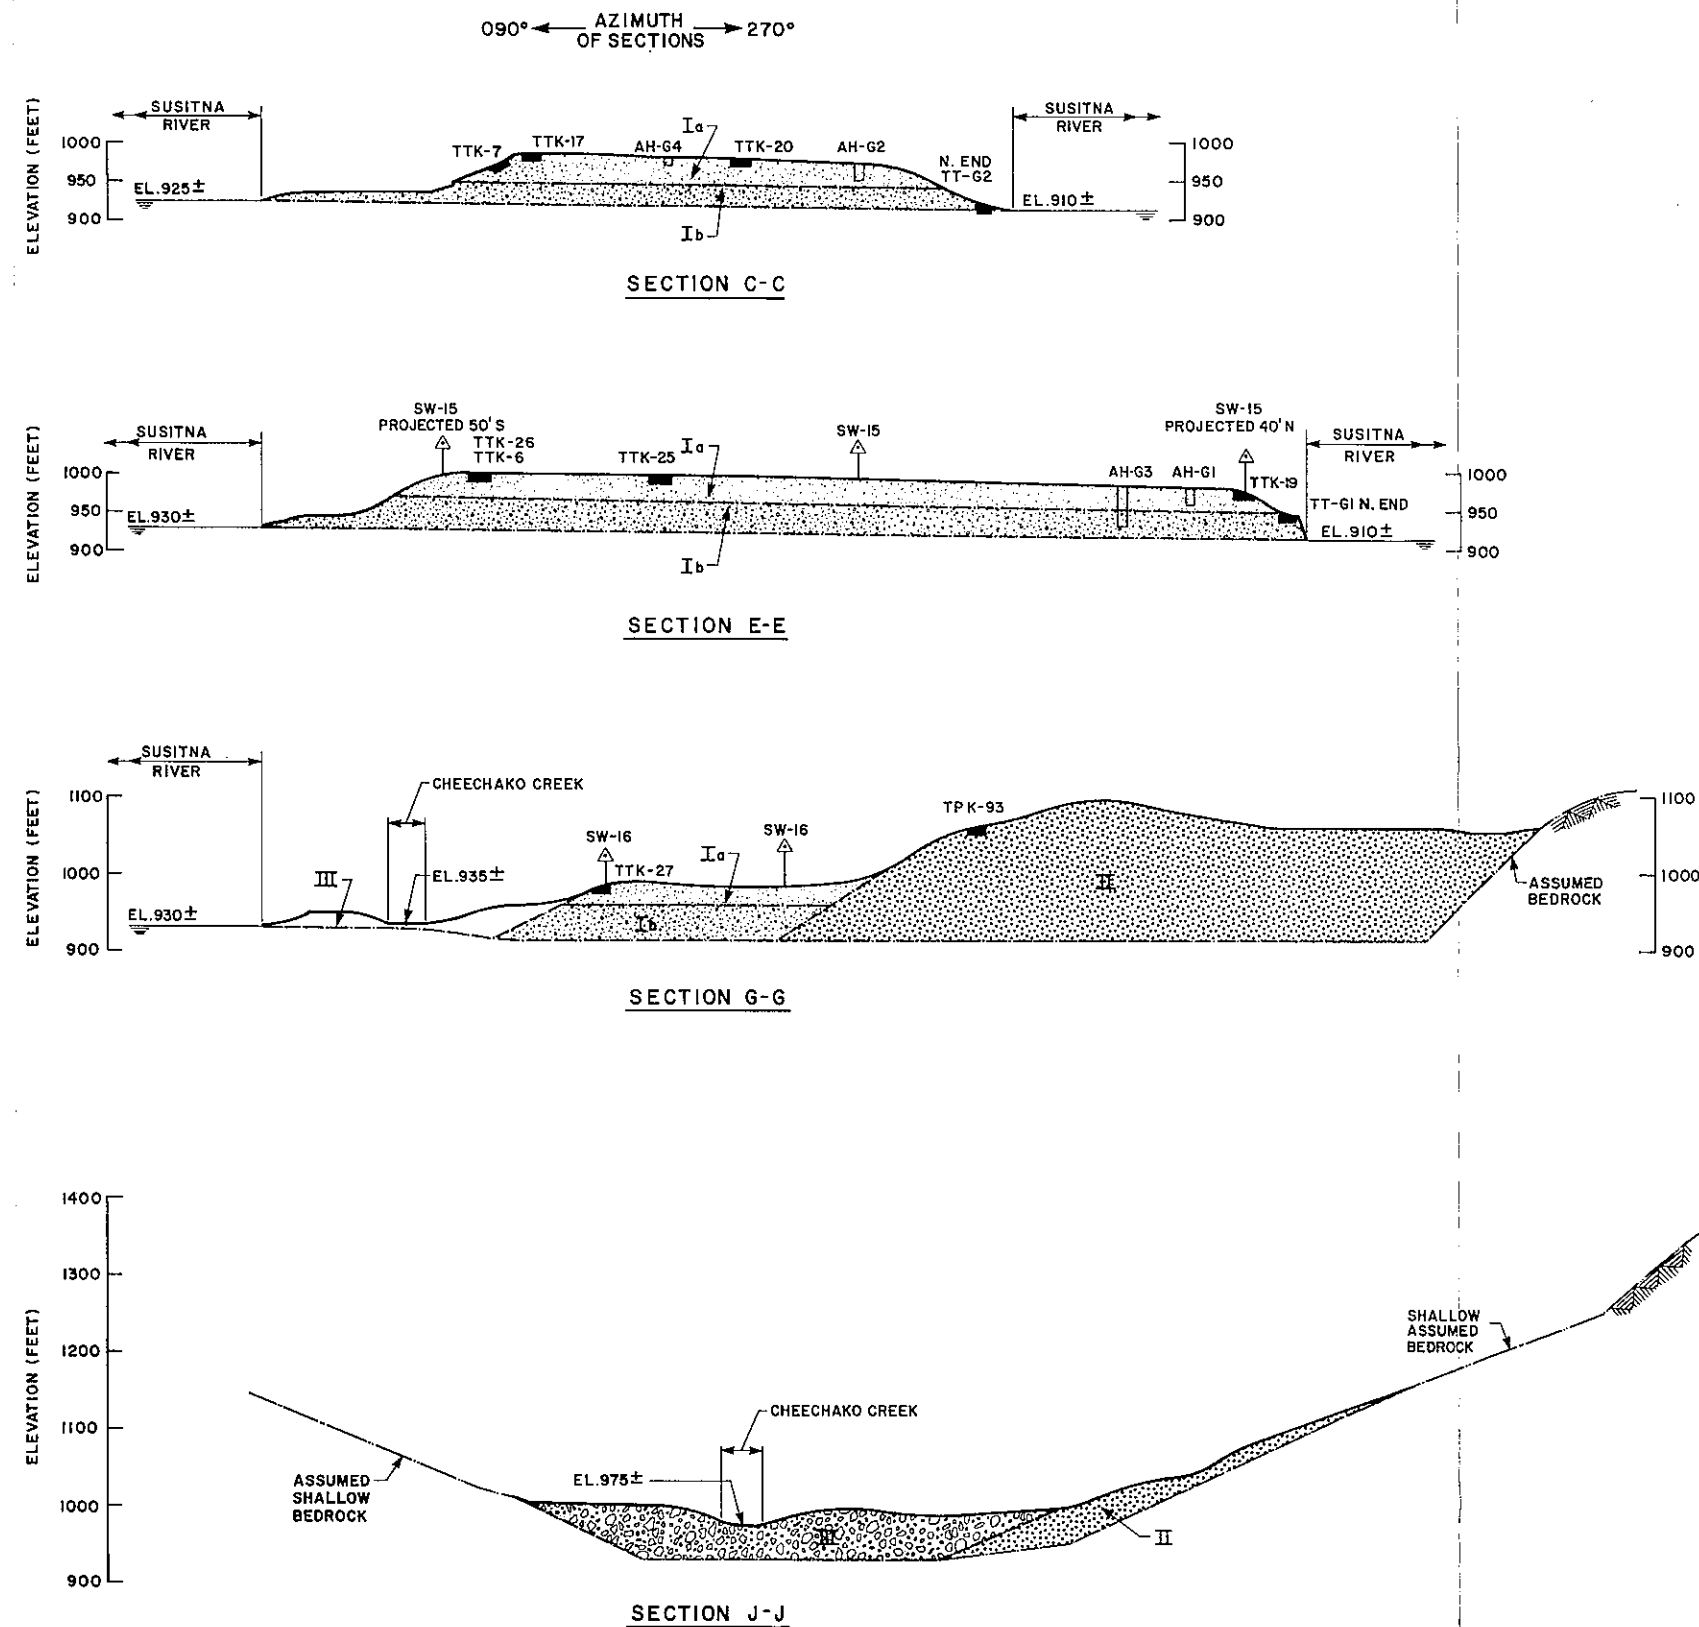 090° AZIMUTH 270°
OF SECTIONS
ELEVATION (FEET)
1000
950
900
SUSITNA
RIVER
EL.925±
TTK-7
TTK-17
AH-G4
Ia
TTK-20
AH-G2
N. END
TT-G2
SUSITNA
RIVER
EL.910±
1000
950
900
Ib
SECTION C-C
ELEVATION (FEET)
1000
950
900
SUSITNA
RIVER
EL.930±
SW-15
PROJECTED 50'S
TTK-26
TTK-6
TTK-25
Ia
SW-15
AH-G3
AH-G1
SW-15
PROJECTED 40'N
TTK-19
SUSITNA
RIVER
TT-G1 N. END
EL.910±
1000
950
900
Ib
SECTION E-E
ELEVATION (FEET)
1100
1000
900
SUSITNA
RIVER
EL.930±
III
CHEECHAKO CREEK
EL.935±
SW-16
TTK-27
Ia
SW-16
Ib
TPK-93
II
ASSUMED
BEDROCK
1100
1000
900
SECTION G-G
ELEVATION (FEET)
1400
1300
1200
1100
1000
900
ASSUMED
SHALLOW
BEDROCK
CHEECHAKO CREEK
EL.975±
III
II
SHALLOW
ASSUMED
BEDROCK
SECTION J-J